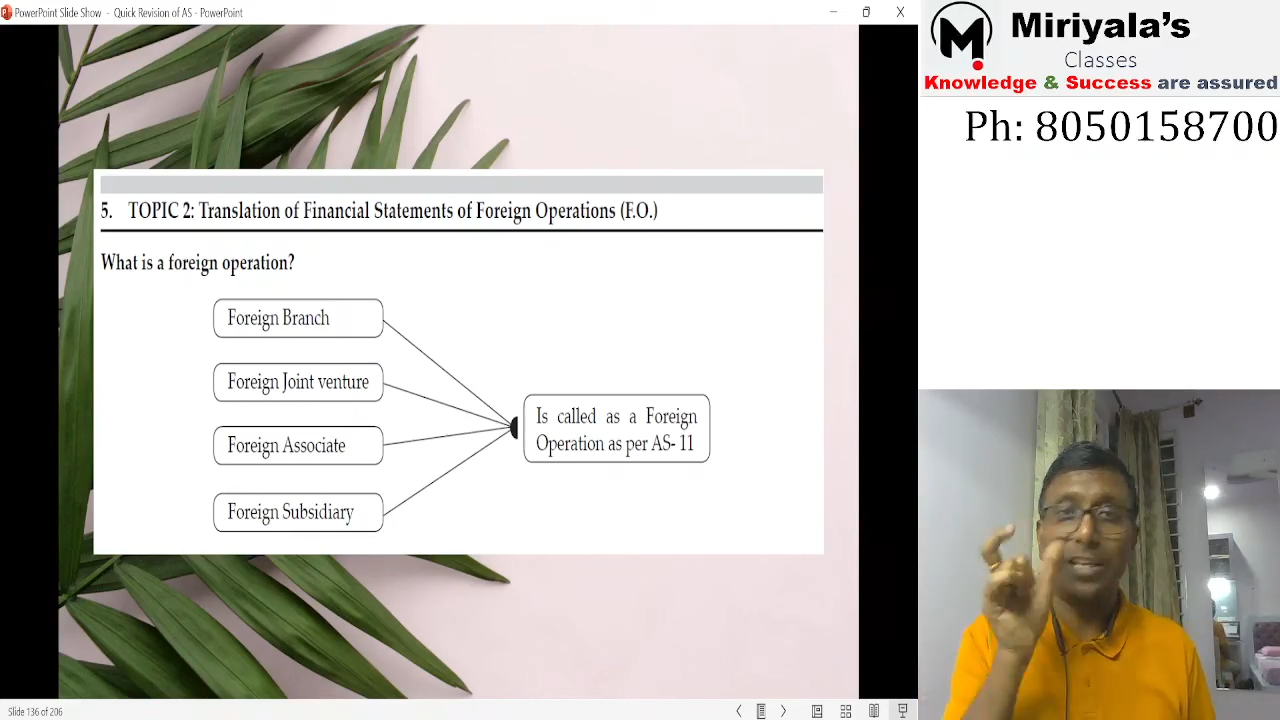 PowerPoint Slide Show - Quick Revision of AS - PowerPoint
Miriyala's
Classes
Knowledge & Success are assured
Ph: 8050158700
5. TOPIC 2: Translation of Financial Statements of Foreign Operations (F.O.)
What is a foreign operation?
Foreign Branch
Foreign Joint venture
Foreign Associate
Foreign Subsidiary
Is called as a Foreign
Operation as per AS- 11
Slide 136 of 206